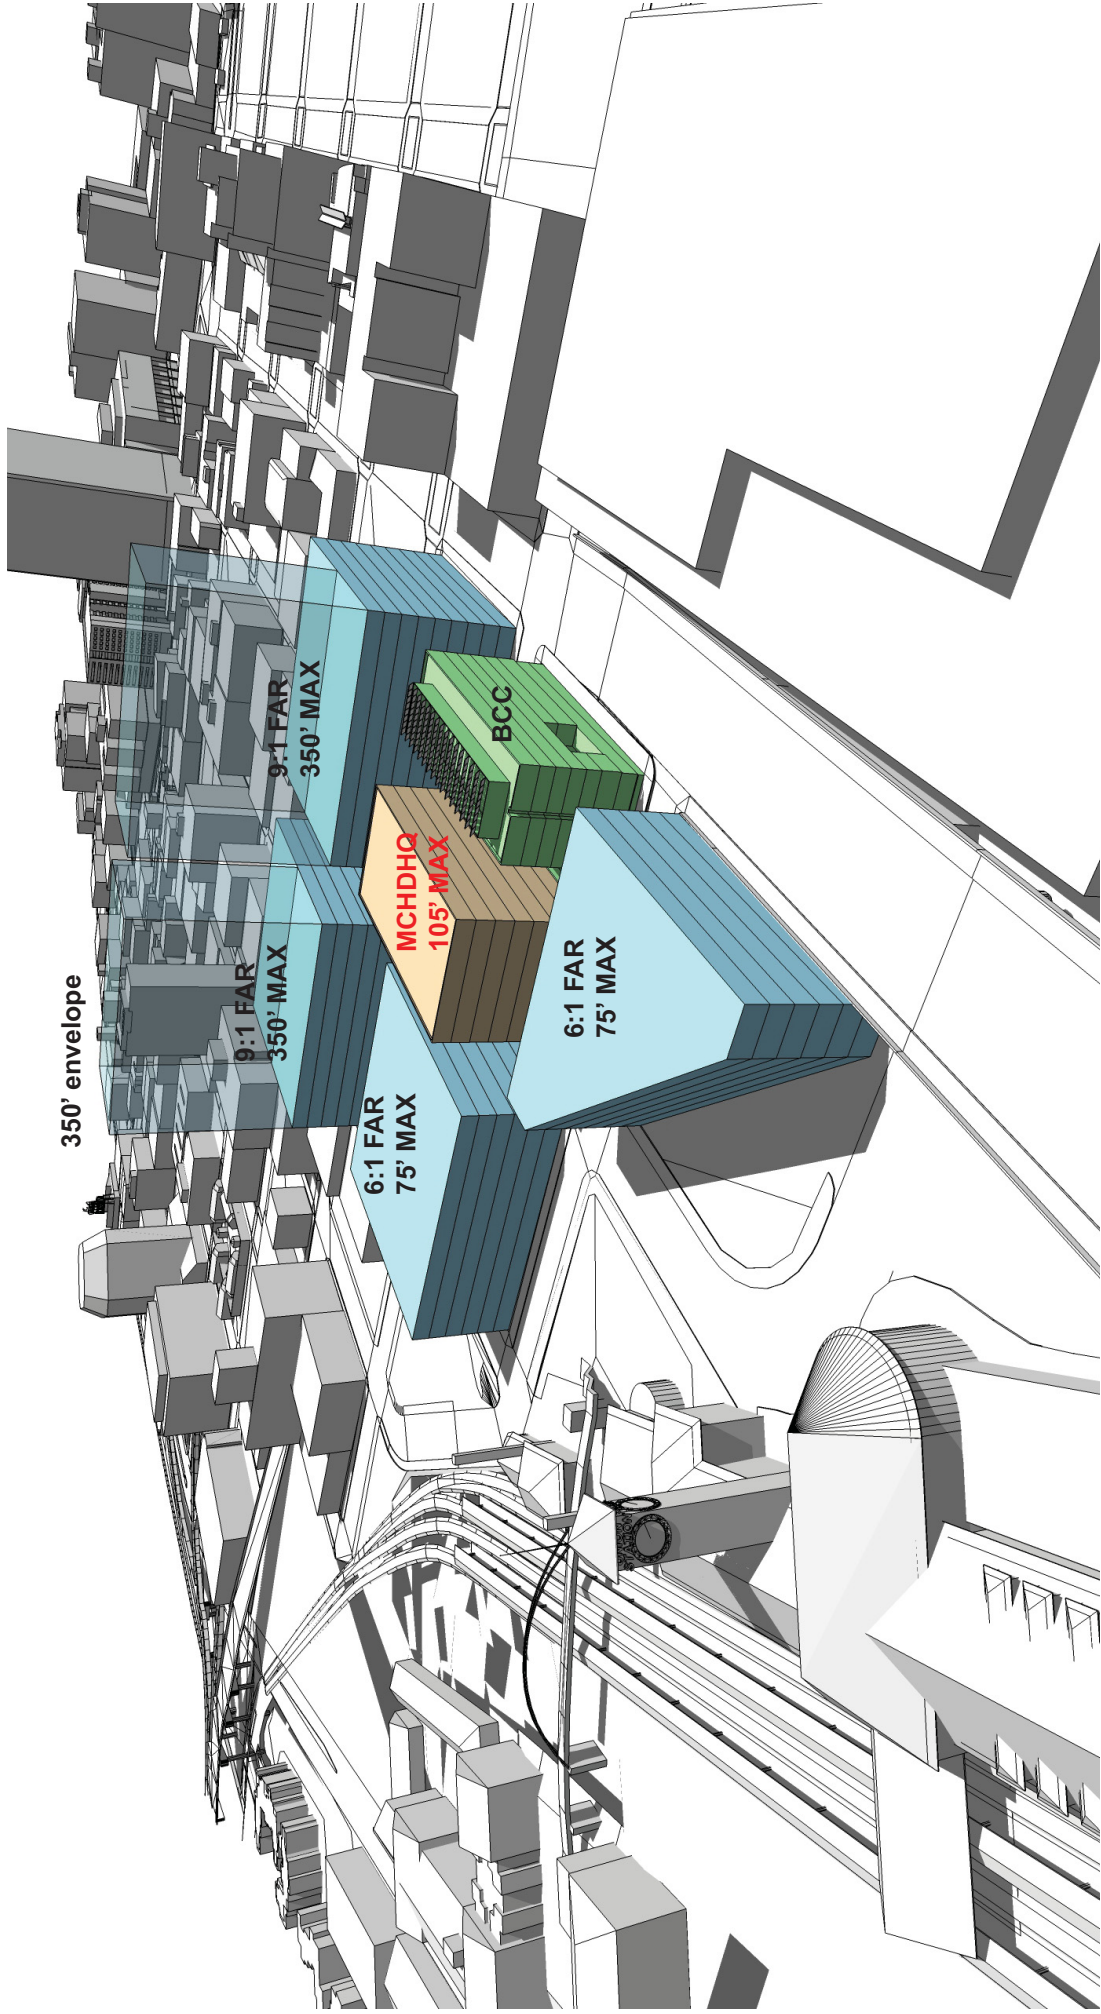 350' envelope
9:1 FAR
350' MAX
9:1 FAR
350' MAX
MCHDHQ
105' MAX
BCC
6:1 FAR
75' MAX
6:1 FAR
75' MAX